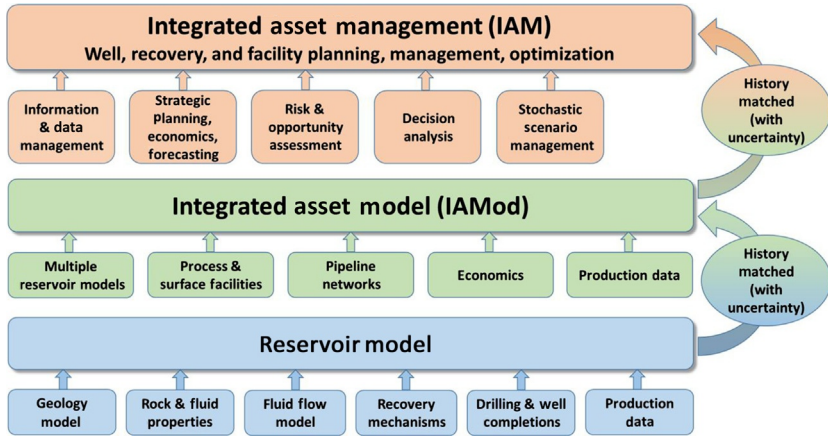 Integrated asset management (IAM)
Well, recovery, and facility planning, management, optimization
Information
& data
management
Strategic
planning,
economics,
forecasting
Risk &
opportunity
assessment
Decision
analysis
Stochastic
scenario
management
History
matched
(with
uncertainty)
Integrated asset model (IAMod)
Multiple
reservoir models
Process &
surface facilities
Pipeline
networks
Economics
Production data
History
matched
(with
uncertainty)
Reservoir model
Geology
model
Rock & fluid
properties
Fluid flow
model
Recovery
mechanisms
Drilling & well
completions
Production
data